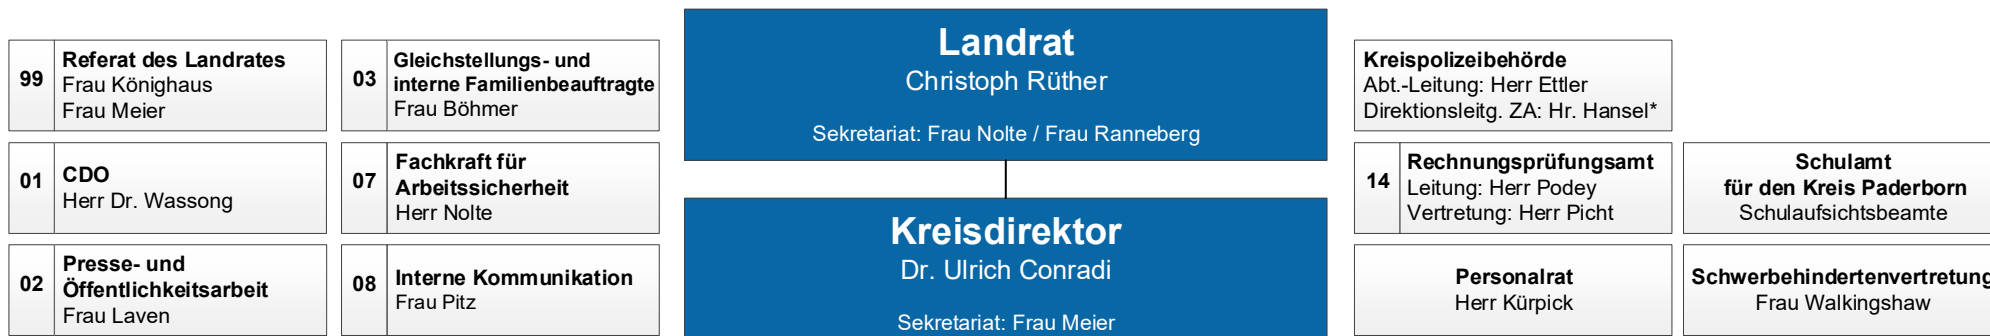 99
Referat des Landrates
Frau Könighaus
Frau Meier
03
Gleichstellungs- und
interne Familienbeauftragte
Frau Böhmer
01
CDO
Herr Dr. Wassong
07
Fachkraft für
Arbeitssicherheit
Herr Nolte
02
Presse- und
Öffentlichkeitsarbeit
Frau Laven
08
Interne Kommunikation
Frau Pitz
Landrat
Christoph Rüther
Sekretariat: Frau Nolte / Frau Ranneberg
Kreisdirektor
Dr. Ulrich Conradi
Sekretariat: Frau Meier
Kreispolizeibehörde
Abt.-Leitung: Herr Ettler
Direktionsleitg. ZA: Hr. Hansel*
14
Rechnungsprüfungsamt
Leitung: Herr Podey
Vertretung: Herr Picht
Schulamt
für den Kreis Paderborn
Schulaufsichtsbeamte
Personalrat
Herr Kürpick
Schwerbehindertenvertretung
Frau Walkingshaw